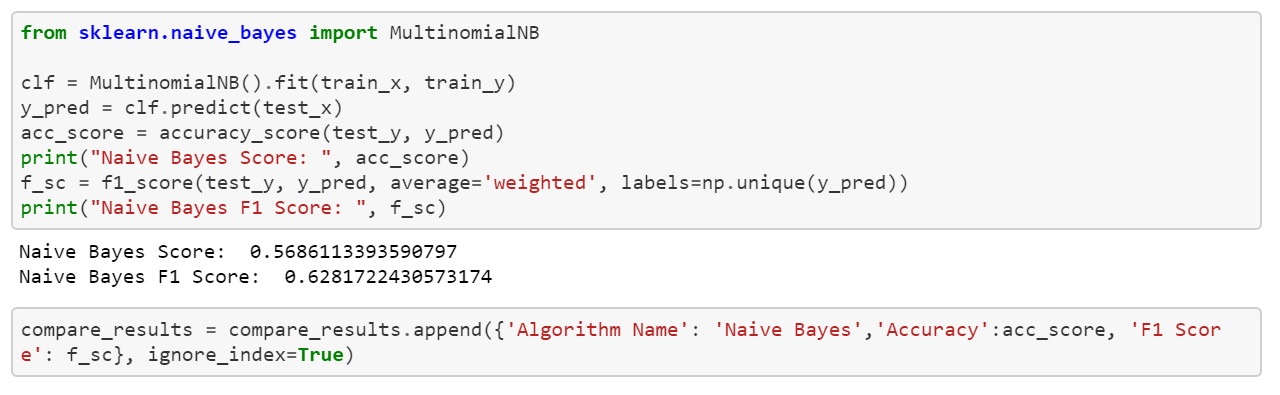 from sklearn.naive_bayes import MultinomialNB
clf = MultinomialNB().fit(train_x, train_y)
y_pred = clf.predict(test_x)
acc_score = accuracy_score(test_y, y_pred)
print("Naive Bayes Score: ", acc_score)
f_sc = f1_score(test_y, y_pred, average='weighted', labels=np.unique(y_pred))
print("Naive Bayes F1 Score: ", f_sc)
Naive Bayes Score:  0.5686113393590797
Naive Bayes F1 Score:  0.6281722430573174
compare_results = compare_results.append({'Algorithm Name': 'Naive Bayes','Accuracy':acc_score, 'F1 Scor
e': f_sc}, ignore_index=True)